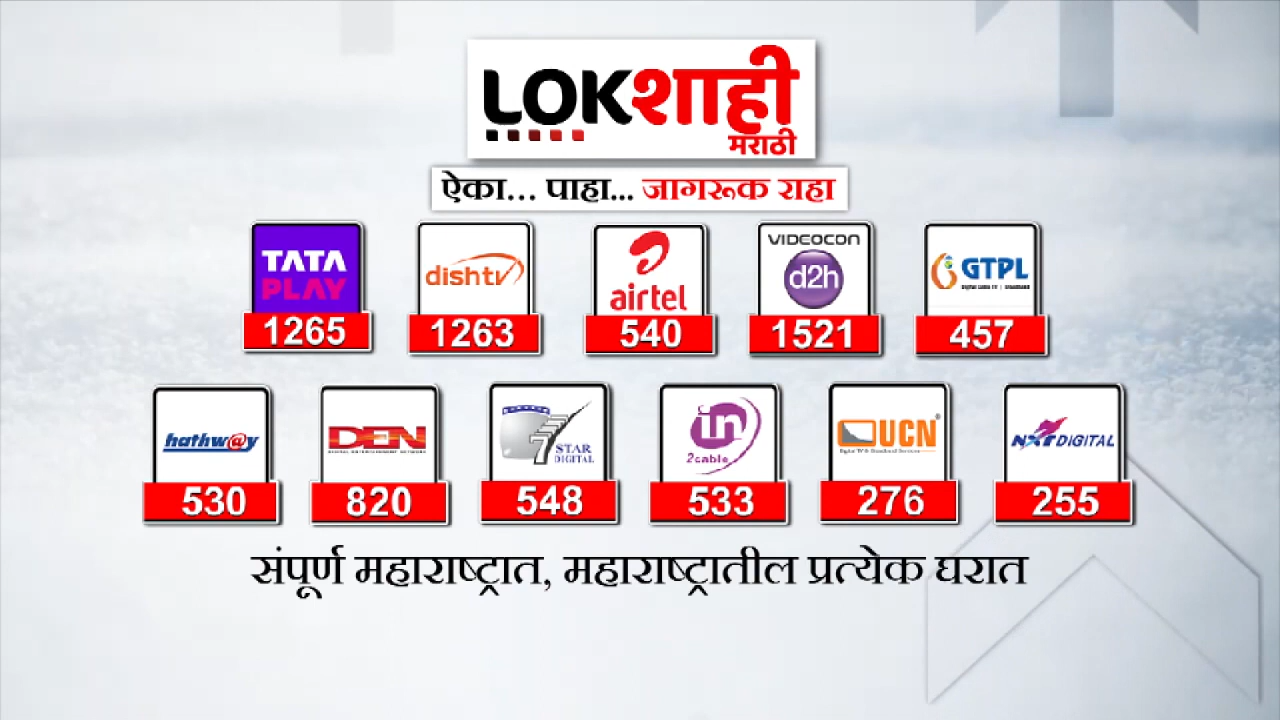 LOKशाही
मराठी
ऐका... पाहा... जागरूक राहा
TATA PLAY
dishtv
airtel
VIDEOCON d2h
GTPL
1265
1263
540
1521
457
hathw@y
DEN
7 STAR DIGITAL
in 2cable
UCN
NXT DIGITAL
530
820
548
533
276
255
संपूर्ण महाराष्ट्रात, महाराष्ट्रातील प्रत्येक घरात